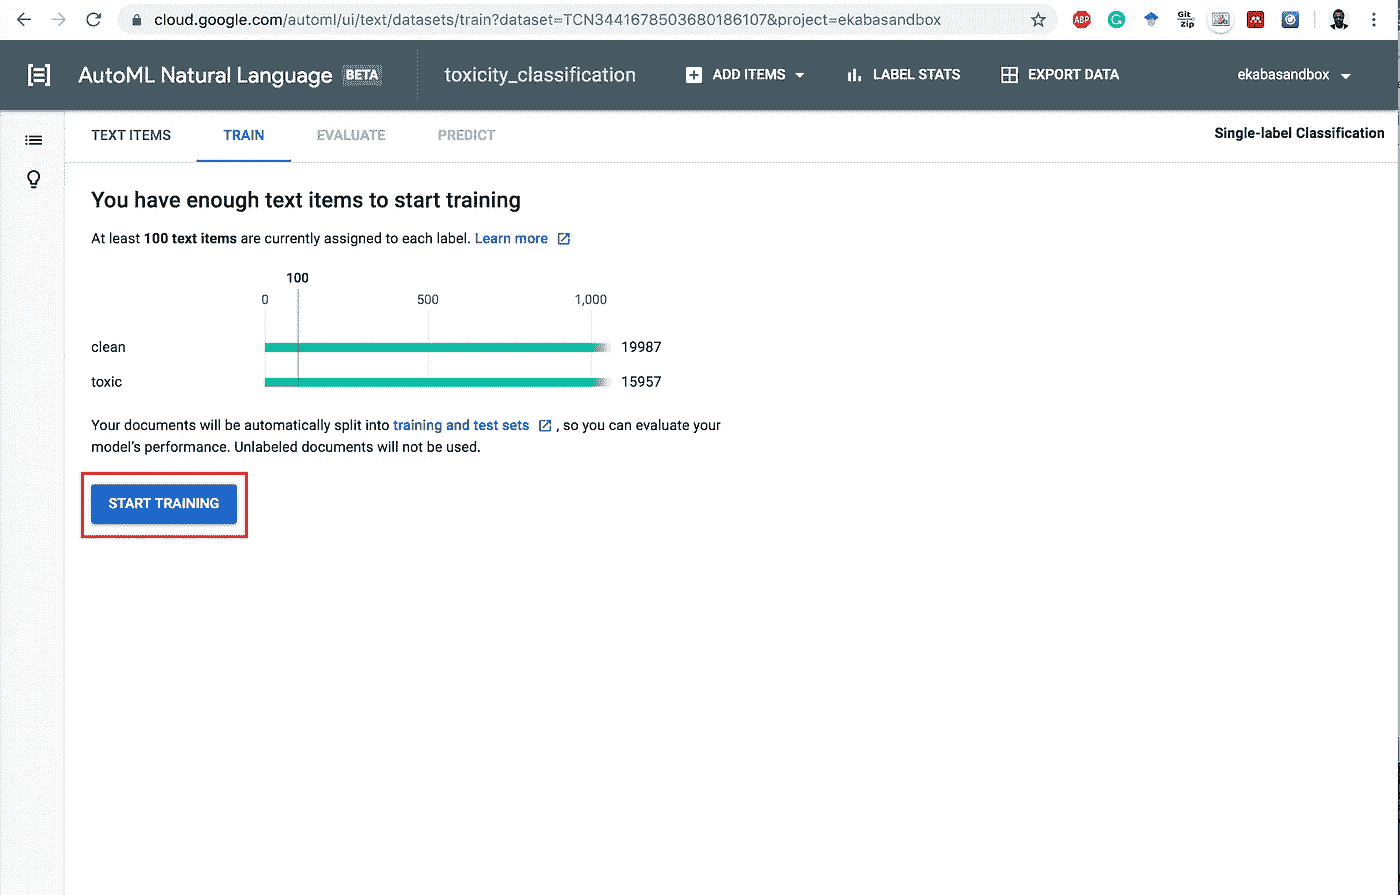 cloud.google.com/automl/ui/text/datasets/train?dataset=TCN3441678503680186107&project=ekabasandbox
ABP
Git
Zip
AutoML Natural Language BETA toxicity_classification ADD ITEMS LABEL STATS EXPORT DATA ekabasandbox
TEXT ITEMS TRAIN EVALUATE PREDICT Single-label Classification
You have enough text items to start training
At least 100 text items are currently assigned to each label. Learn more
100
0 500 1,000
clean 19987
toxic 15957
Your documents will be automatically split into training and test sets , so you can evaluate your
model's performance. Unlabeled documents will not be used.
START TRAINING